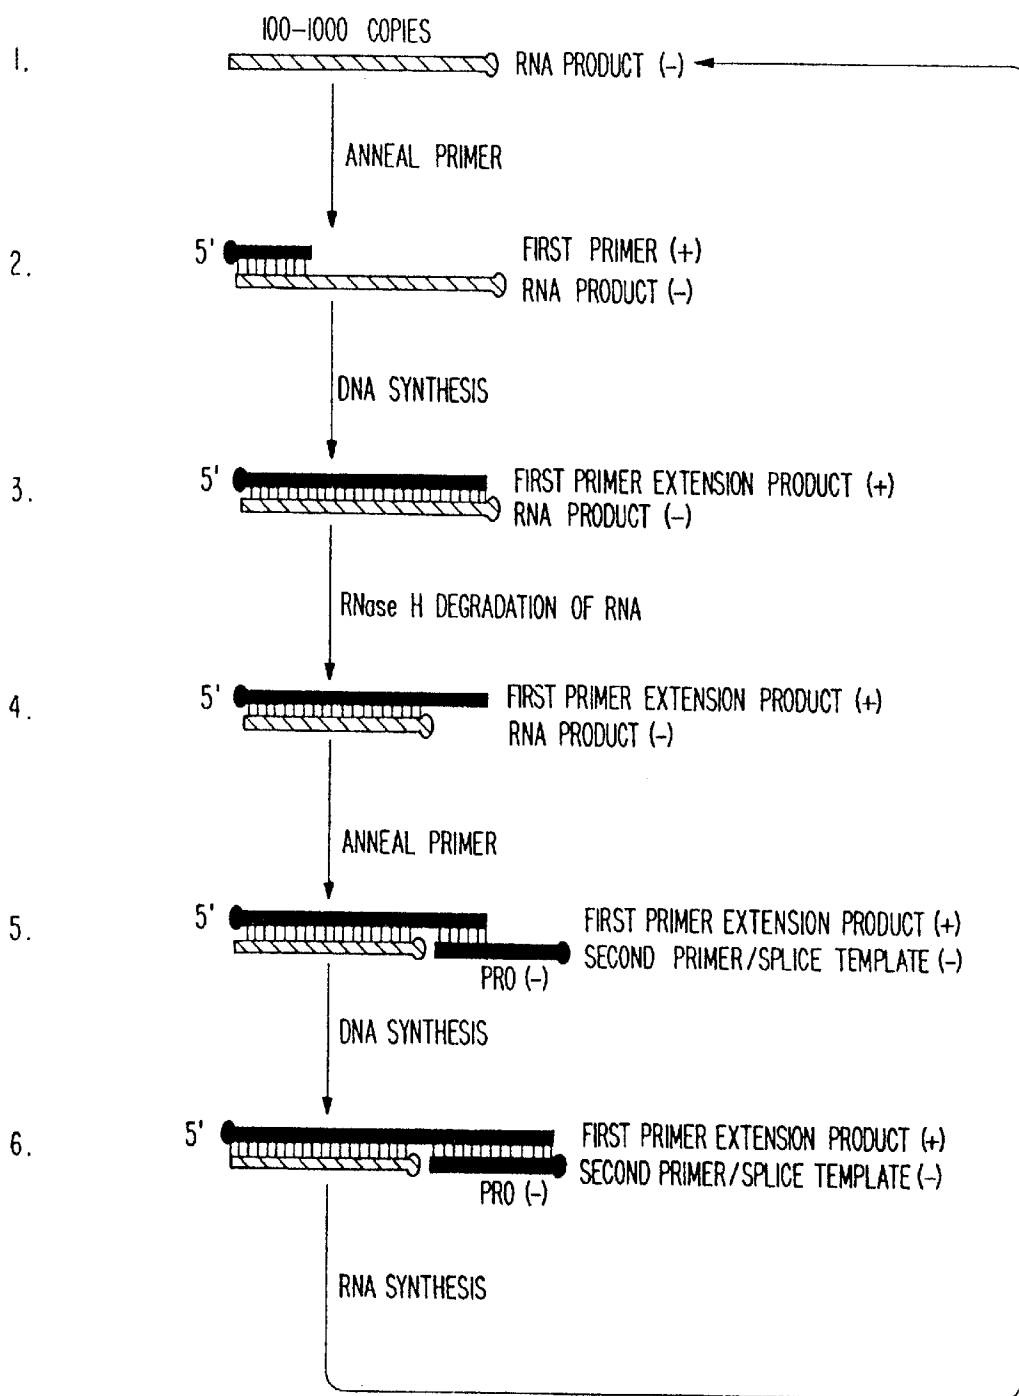 100-1000 COPIES
1.
RNA PRODUCT (-)
ANNEAL PRIMER
5'
FIRST PRIMER (+)
2.
RNA PRODUCT (-)
DNA SYNTHESIS
5'
3.
FIRST PRIMER EXTENSION PRODUCT (+)
RNA PRODUCT (-)
RNase H DEGRADATION OF RNA
5'
FIRST PRIMER EXTENSION PRODUCT (+)
4.
RNA PRODUCT (-)
ANNEAL PRIMER
5'
FIRST PRIMER EXTENSION PRODUCT (+)
5.
SECOND PRIMER/SPLICE TEMPLATE (-)
PRO (-)
DNA SYNTHESIS
5'
6.
FIRST PRIMER EXTENSION PRODUCT (+)
SECOND PRIMER/SPLICE TEMPLATE (-)
PRO (-)
RNA SYNTHESIS